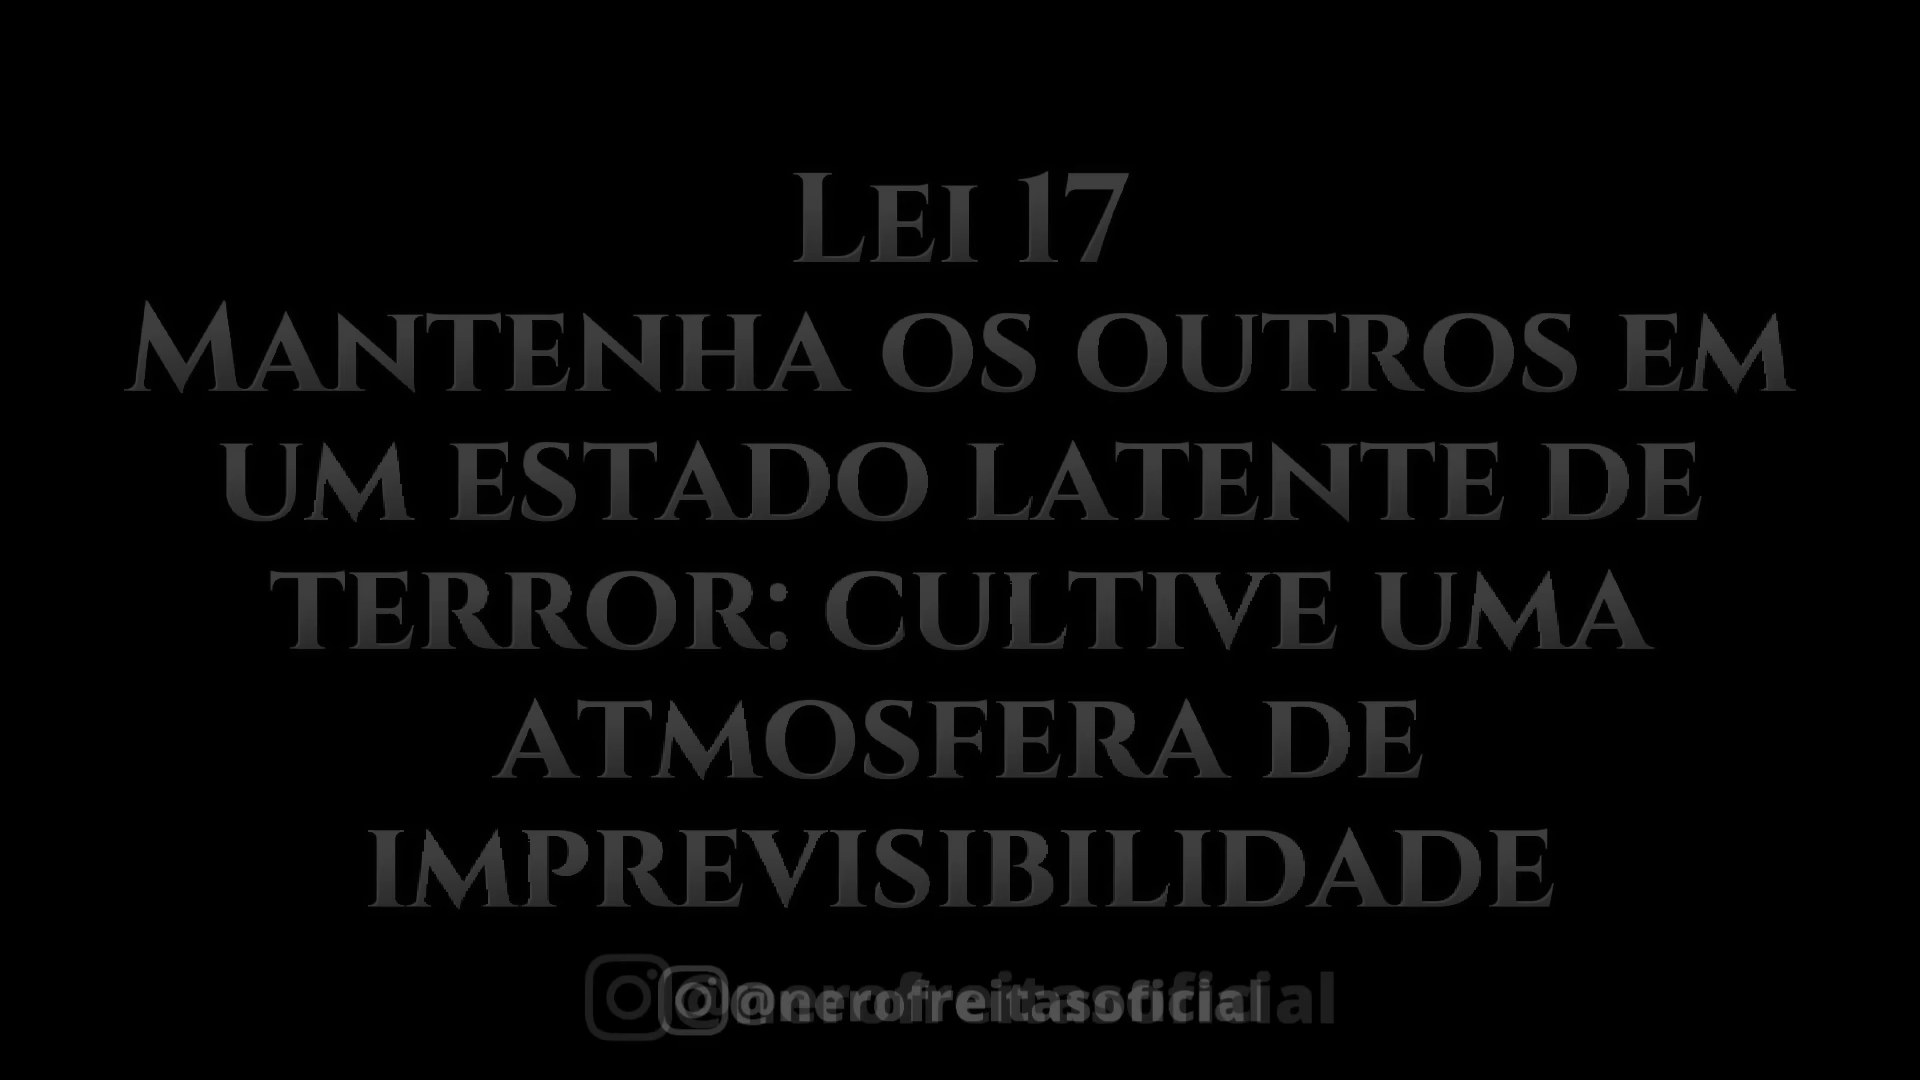 Lei 17
Mantenha os outros em
um estado latente de
terror: cultive uma
atmosfera de
imprevisibilidade
@nerofreitasoficial